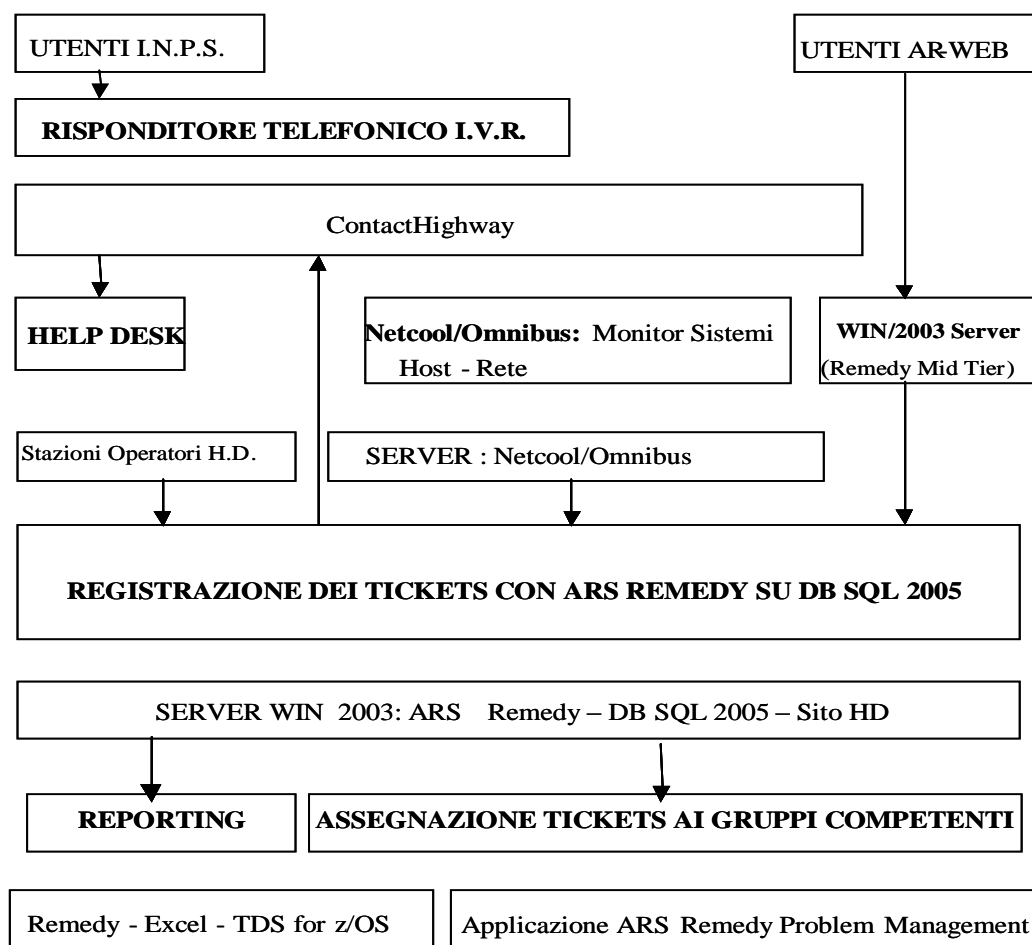 UTENTI I.N.P.S.
UTENTI AR-WEB
RISPONDITORE TELEFONICO I.V.R.
ContactHighway
HELP DESK
Netcool/Omnibus: Monitor Sistemi
Host - Rete
WIN/2003 Server
(Remedy Mid Tier)
Stazioni Operatori H.D.
SERVER : Netcool/Omnibus
REGISTRAZIONE DEI TICKETS CON ARS REMEDY SU DB SQL 2005
SERVER WIN 2003: ARS Remedy – DB SQL 2005 – Sito HD
REPORTING
ASSEGNAZIONE TICKETS AI GRUPPI COMPETENTI
Remedy - Excel - TDS for z/OS
Applicazione ARS Remedy Problem Management